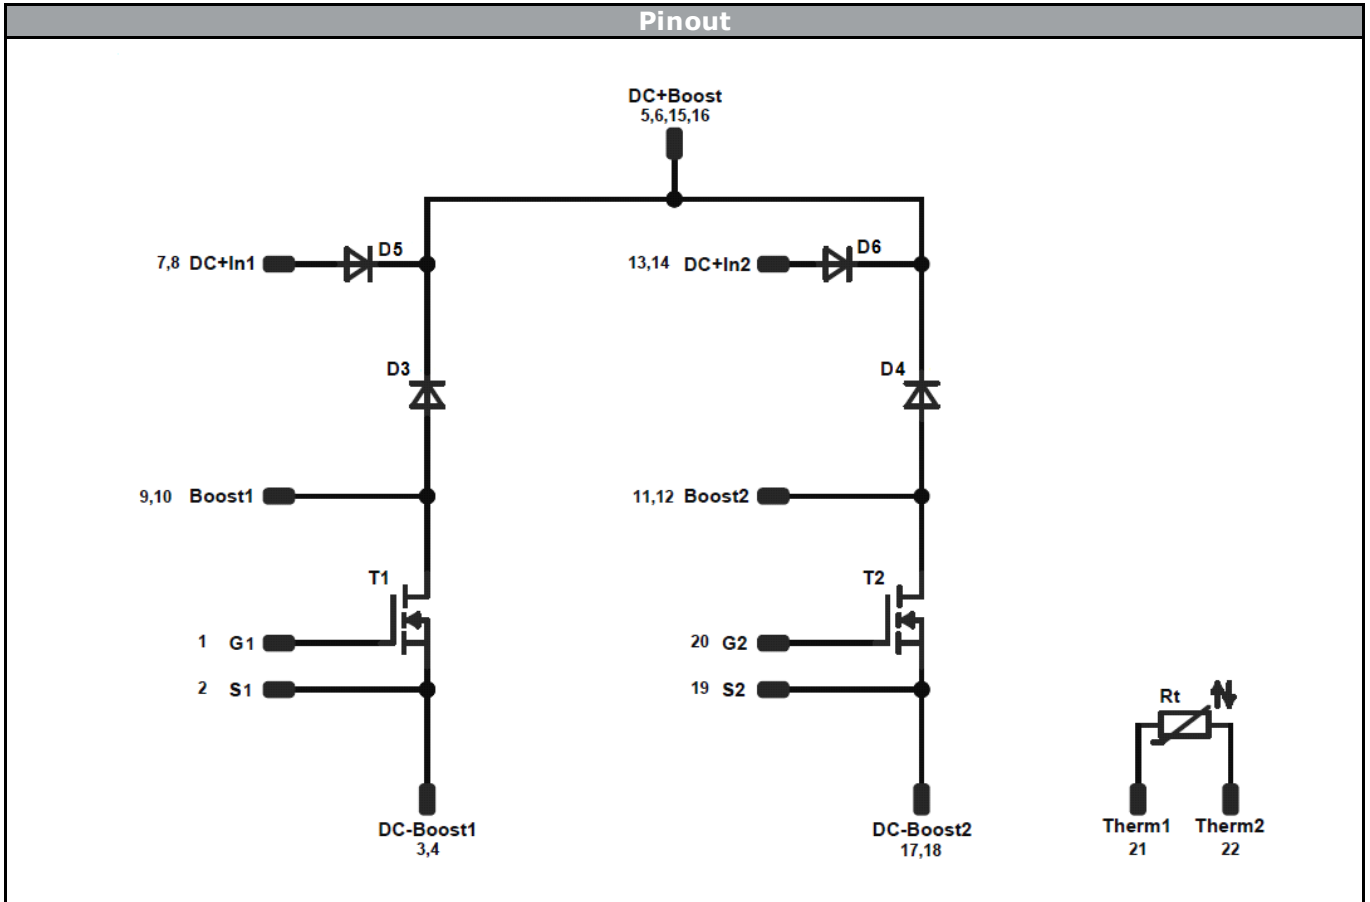 Pinout
DC+Boost
5,6,15,16
7,8 DC+In1
D5
13,14 DC+In2
D6
D3
D4
9,10 Boost1
11,12 Boost2
T1
T2
1 G1
20 G2
2 S1
19 S2
Rt
DC-Boost1
3,4
DC-Boost2
17,18
Therm1
21
Therm2
22